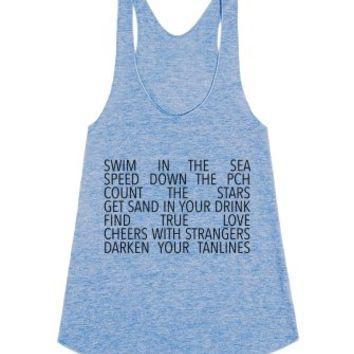 SWIM IN THE SEA
SPEED DOWN THE PCH
COUNT THE STARS
GET SAND IN YOUR DRINK
FIND TRUE LOVE
CHEERS WITH STRANGERS
DARKEN YOUR TANLINES